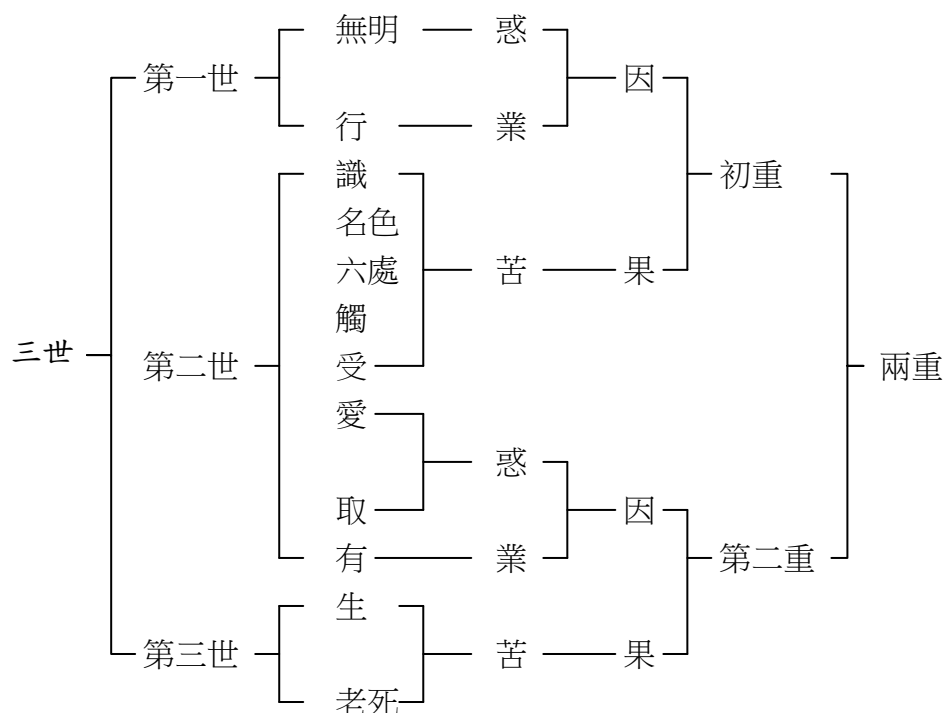 無明 惑
第一世 因
行 業
識 初重
名色
六處 苦 果
觸
三世 第二世 受 兩重
愛
惑
取 因
有 業 第二重
生
第三世 苦 果
老死